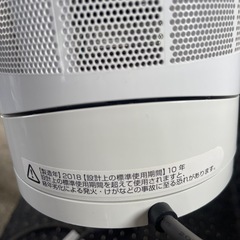 【製造年】2018【設計上の標準使用期間】10年
設計上の標準使用期間を超えて使用されますと、
経年劣化による発火・けがなどの事故に至る恐れがあります。